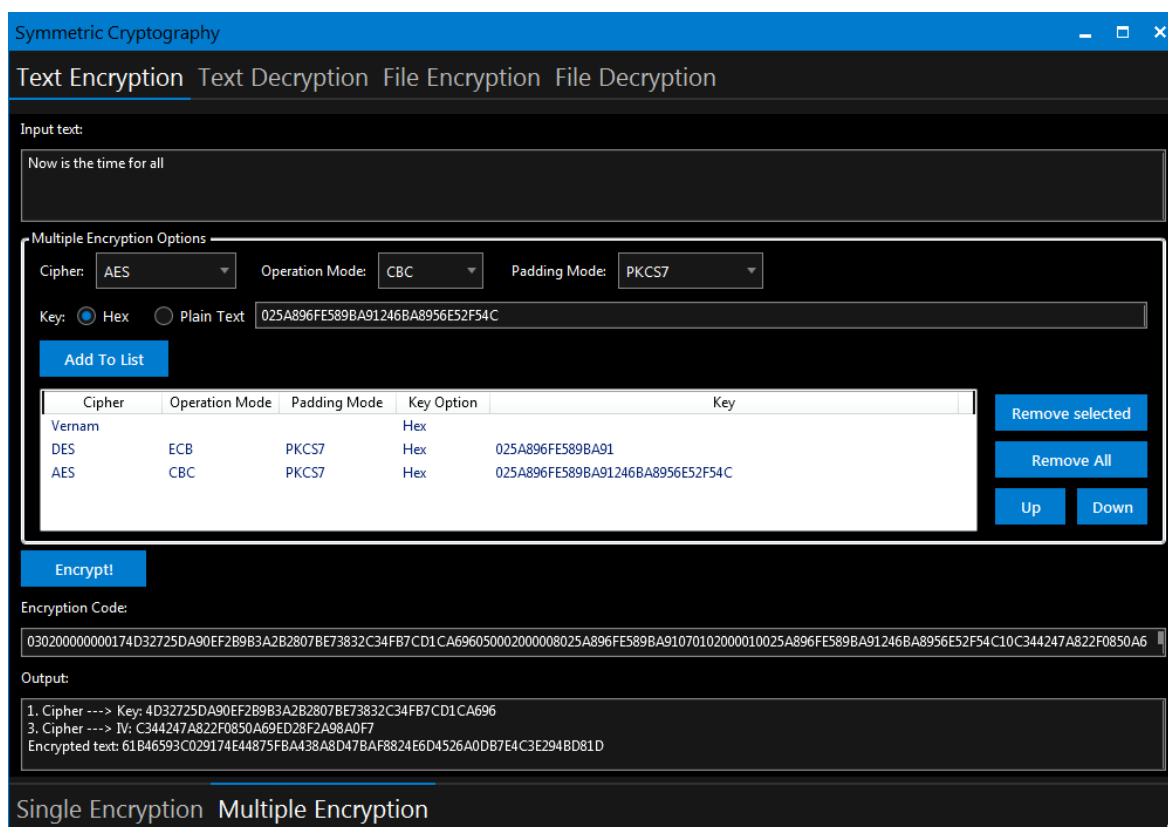 Symmetric Cryptography
Text Encryption Text Decryption File Encryption File Decryption
Input text:
Now is the time for all
Multiple Encryption Options
Cipher: AES Operation Mode: CBC Padding Mode: PKCS7
Key: Hex Plain Text 025A896FE589BA91246BA8956E52F54C
Add To List
Cipher Operation Mode Padding Mode Key Option Key
Vernam Hex
DES ECB PKCS7 Hex 025A896FE589BA91
AES CBC PKCS7 Hex 025A896FE589BA91246BA8956E52F54C
Remove selected
Remove All
Up Down
Encrypt!
Encryption Code:
030200000000174D32725DA90EF2B9B3A2B2807BE73832C34FB7CD1CA696050002000008025A896FE589BA91070102000010025A896FE589BA91246BA8956E52F54C10C344247A822F0850A6
Output:
1. Cipher ---> Key: 4D32725DA90EF2B9B3A2B2807BE73832C34FB7CD1CA696
3. Cipher ---> IV: C344247A822F0850A69ED28F2A98A0F7
Encrypted text: 61B46593C029174E44875FBA438A8D47BAF8824E6D4526A0DB7E4C3E294BD81D
Single Encryption Multiple Encryption